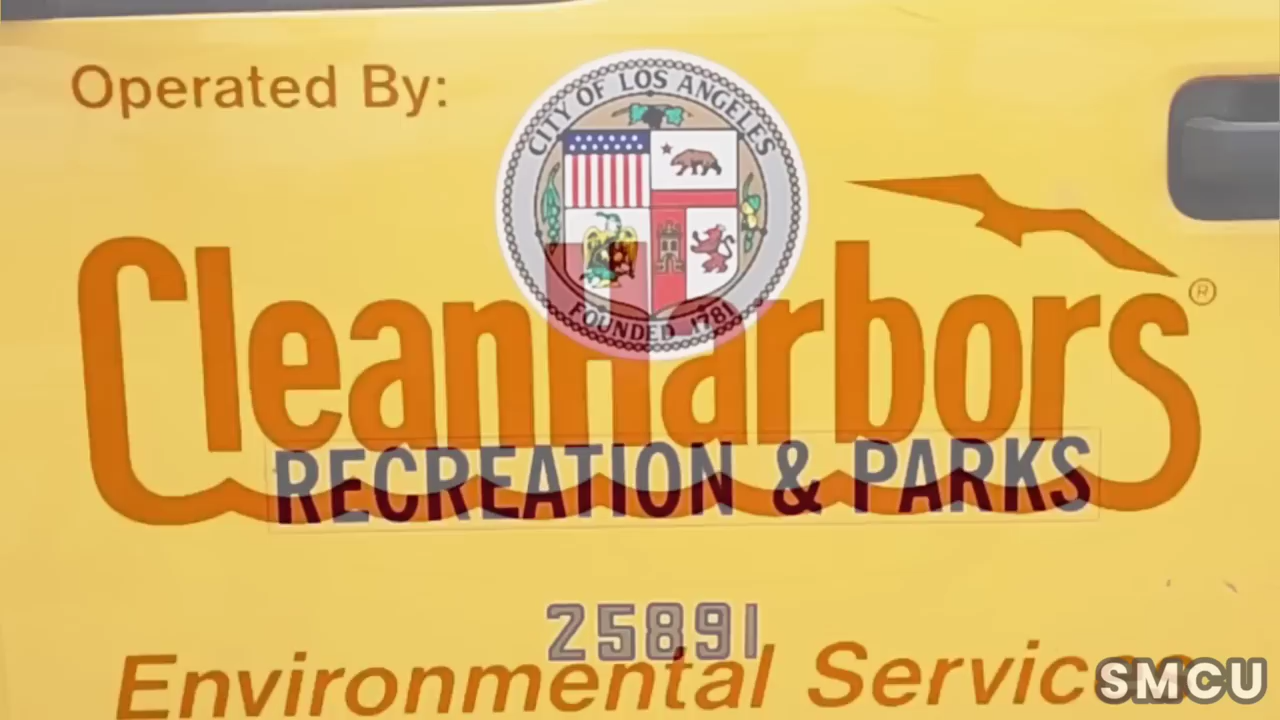 Operated By:
CITY OF LOS ANGELES
FOUNDED 1781
CleanHarbors®
RECREATION & PARKS
25891
Environmental Services
SMCU